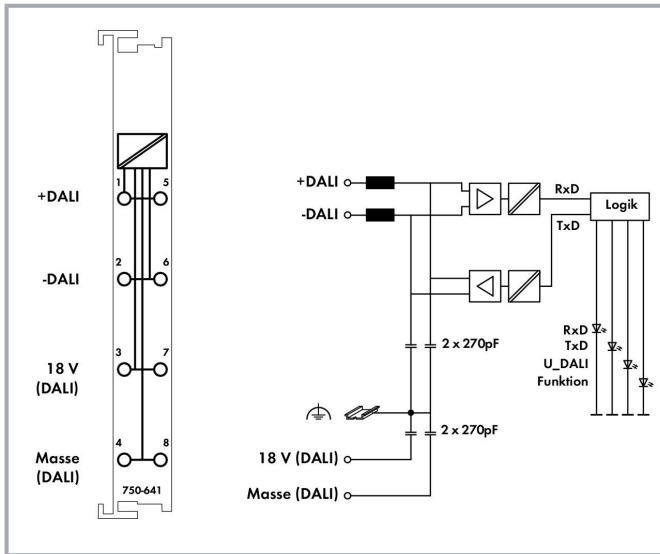 1 5
+DALI
2 6
-DALI
3 7
18 V
(DALI)
4 8
Masse
(DALI)
750-641
+DALI
-DALI
RxD
TxD
Logik
RxD
TxD
U_DALI
Funktion
2 x 270pF
2 x 270pF
18 V (DALI)
Masse (DALI)